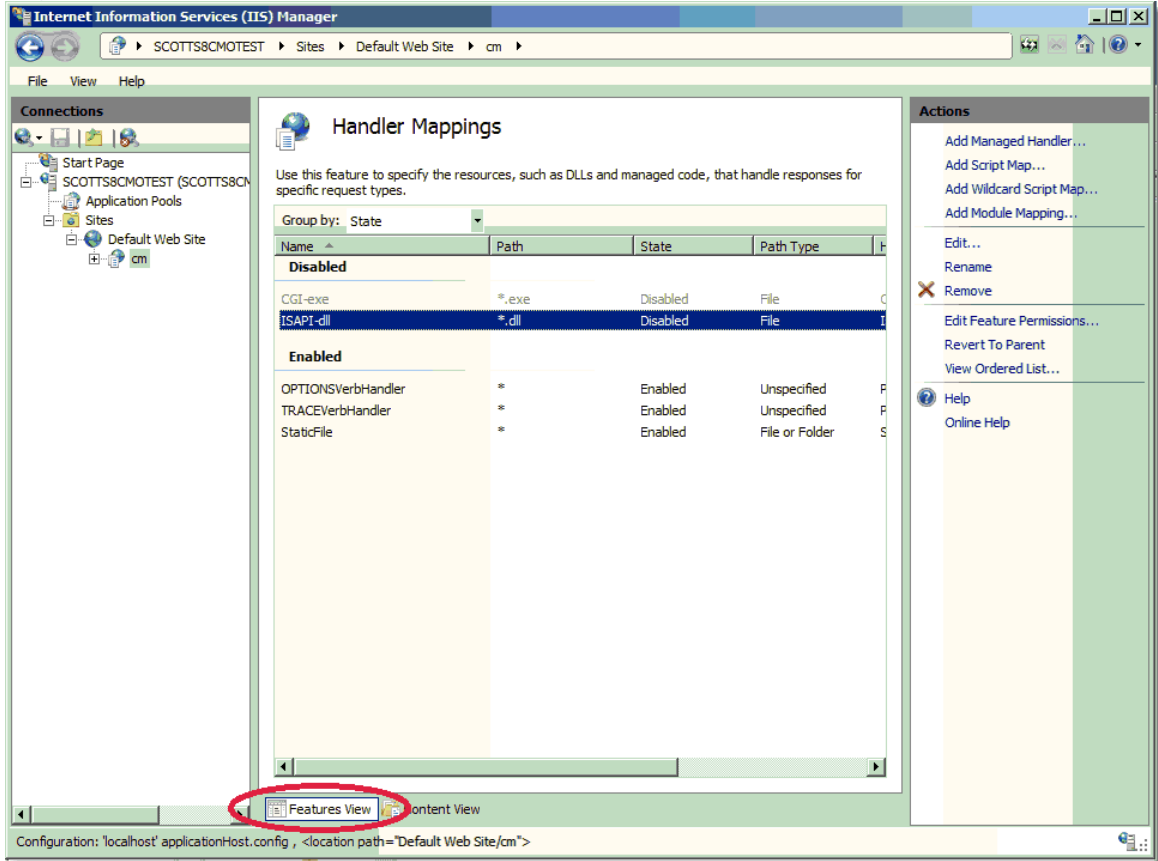 Internet Information Services (IIS) Manager
SCOTTS8CMOTEST Sites Default Web Site cm
File View Help
Connections
Start Page
SCOTTS8CMOTEST (SCOTTS8CM
Application Pools
Sites
Default Web Site
cm
Handler Mappings
Use this feature to specify the resources, such as DLLs and managed code, that handle responses for
specific request types.
Group by: State
Name Path State Path Type H
Disabled
CGI-exe *.exe Disabled File C
ISAPI-dll *.dll Disabled File I
Enabled
OPTIONSVerbHandler * Enabled Unspecified P
TRACEVerbHandler * Enabled Unspecified P
StaticFile * Enabled File or Folder S
Features View Content View
Actions
Add Managed Handler...
Add Script Map...
Add Wildcard Script Map...
Add Module Mapping...
Edit...
Rename
Remove
Edit Feature Permissions...
Revert To Parent
View Ordered List...
Help
Online Help
Configuration: 'localhost' applicationHost.config , <location path="Default Web Site/cm">